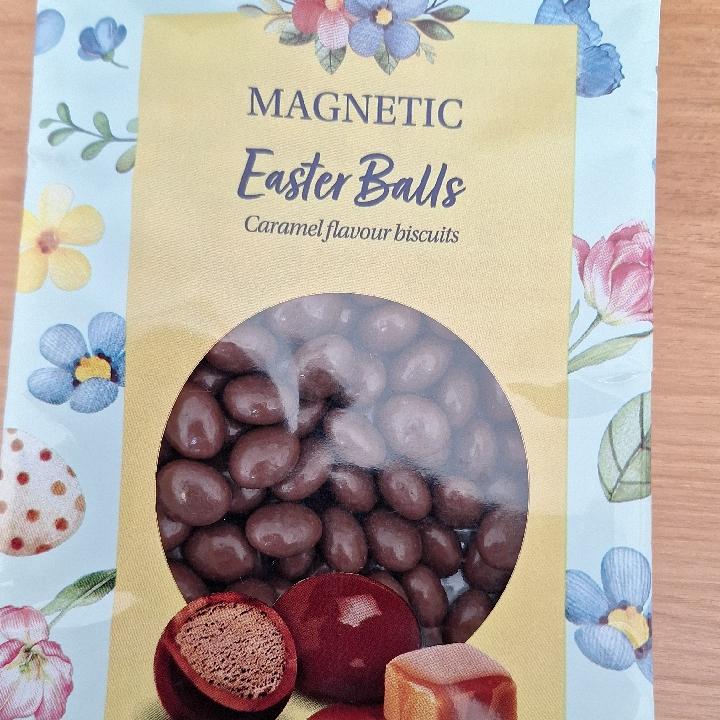 MAGNETIC
Easter Balls
Caramel flavour biscuits